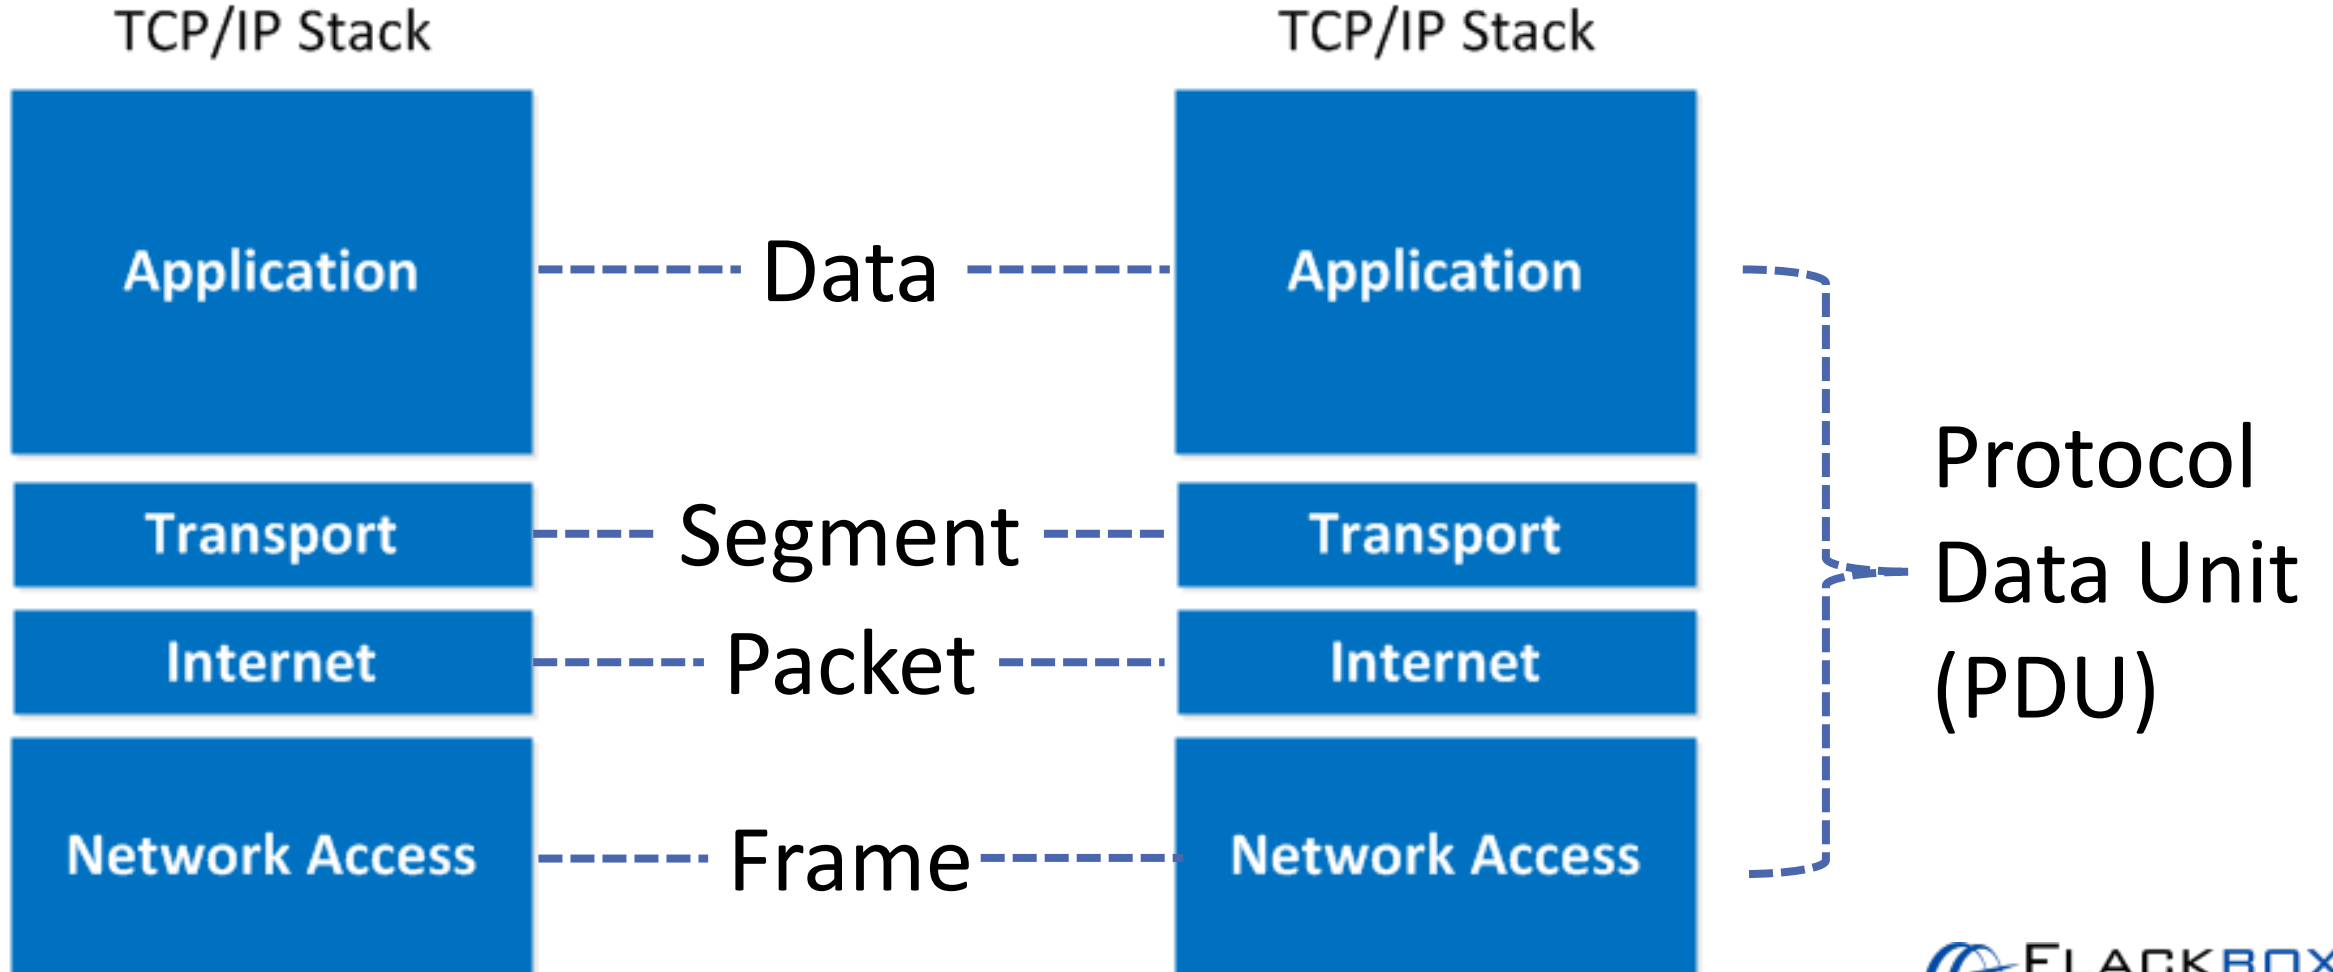 TCP/IP Stack
TCP/IP Stack
Application
Data
Application
Transport
Segment
Transport
Internet
Packet
Internet
Network Access
Frame
Network Access
Protocol
Data Unit
(PDU)
FLACKBOX